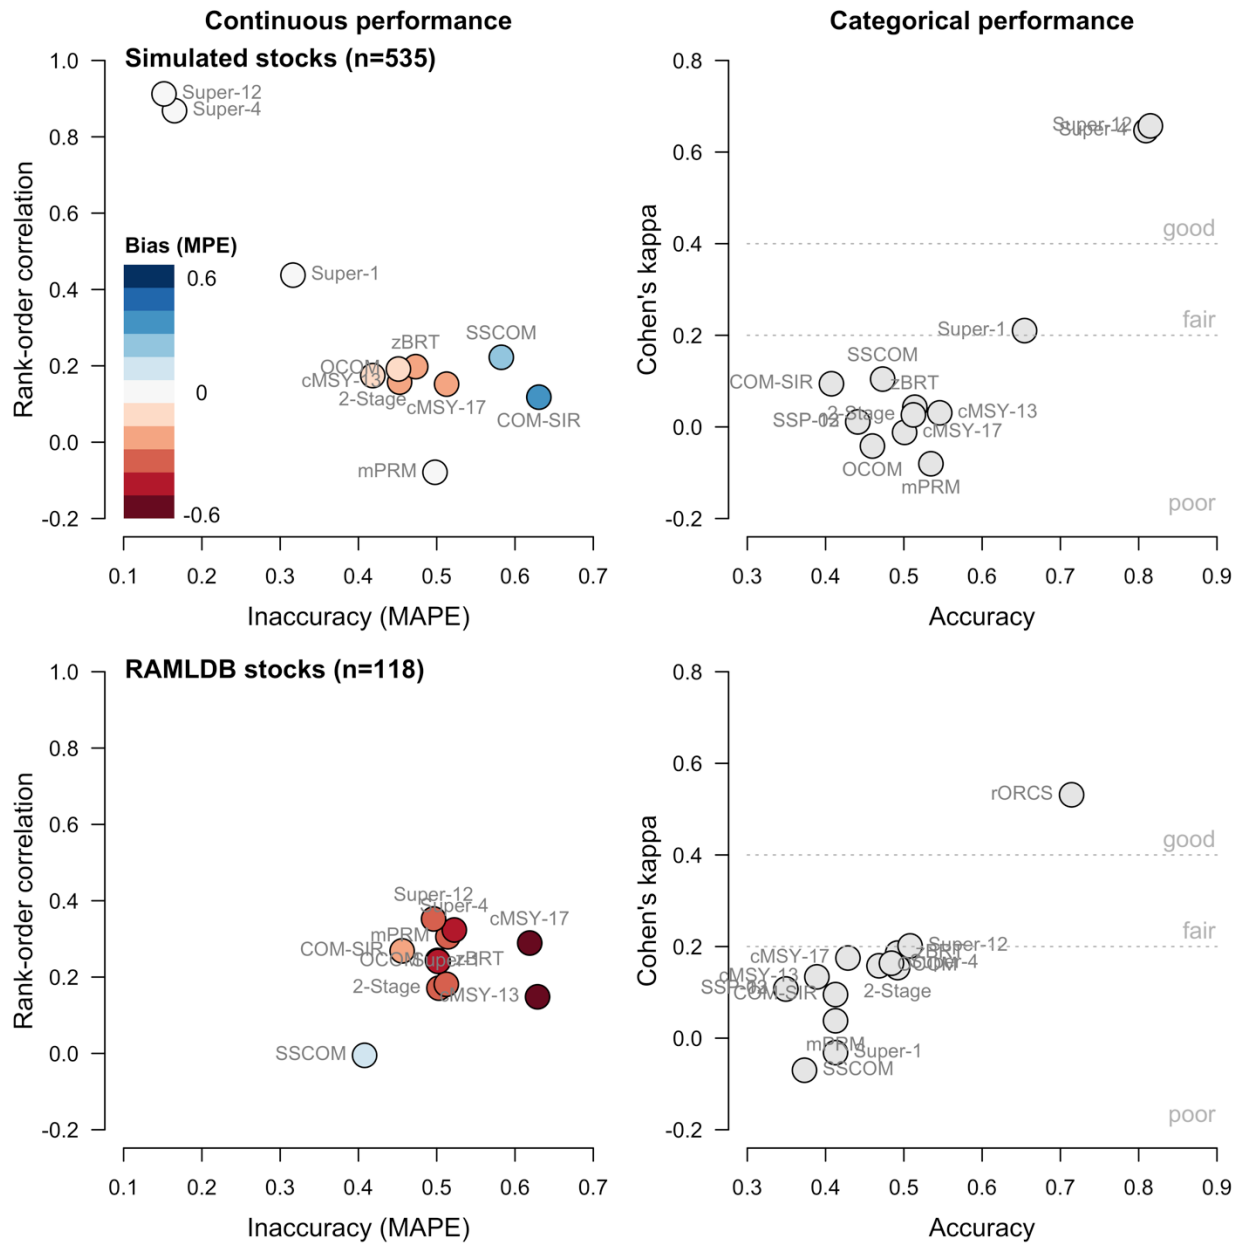 Continuous performance
Categorical performance
Simulated stocks (n=535)
1.0
0.8
0.6
0.4
0.2
0.0
-0.2
Rank-order correlation
Super-12
Super-4
Bias (MPE)
0.6
0
-0.6
Super-1
SSCOM
zBRT
OCOM
cMSY-13
2-Stage
cMSY-17
COM-SIR
mPRM
0.1
0.2
0.3
0.4
0.5
0.6
0.7
Inaccuracy (MAPE)
0.8
0.6
0.4
0.2
0.0
-0.2
Cohen's kappa
Super-12
Super-4
good
fair
Super-1
SSCOM
COM-SIR
zBRT
2-Stage
cMSY-13
cMSY-17
OCOM
mPRM
poor
0.3
0.4
0.5
0.6
0.7
0.8
0.9
Accuracy
RAMLDB stocks (n=118)
1.0
0.8
0.6
0.4
0.2
0.0
-0.2
Rank-order correlation
Super-12
Super-4
cMSY-17
mPRM
COM-SIR
OCOM
Super-1
zBRT
2-Stage
cMSY-13
SSCOM
0.1
0.2
0.3
0.4
0.5
0.6
0.7
Inaccuracy (MAPE)
0.8
0.6
0.4
0.2
0.0
-0.2
Cohen's kappa
rORCS
good
fair
Super-12
cMSY-17
zBRT
Super-4
OCOM
cMSY-13
COM-SIR
2-Stage
mPRM
Super-1
SSCOM
poor
0.3
0.4
0.5
0.6
0.7
0.8
0.9
Accuracy